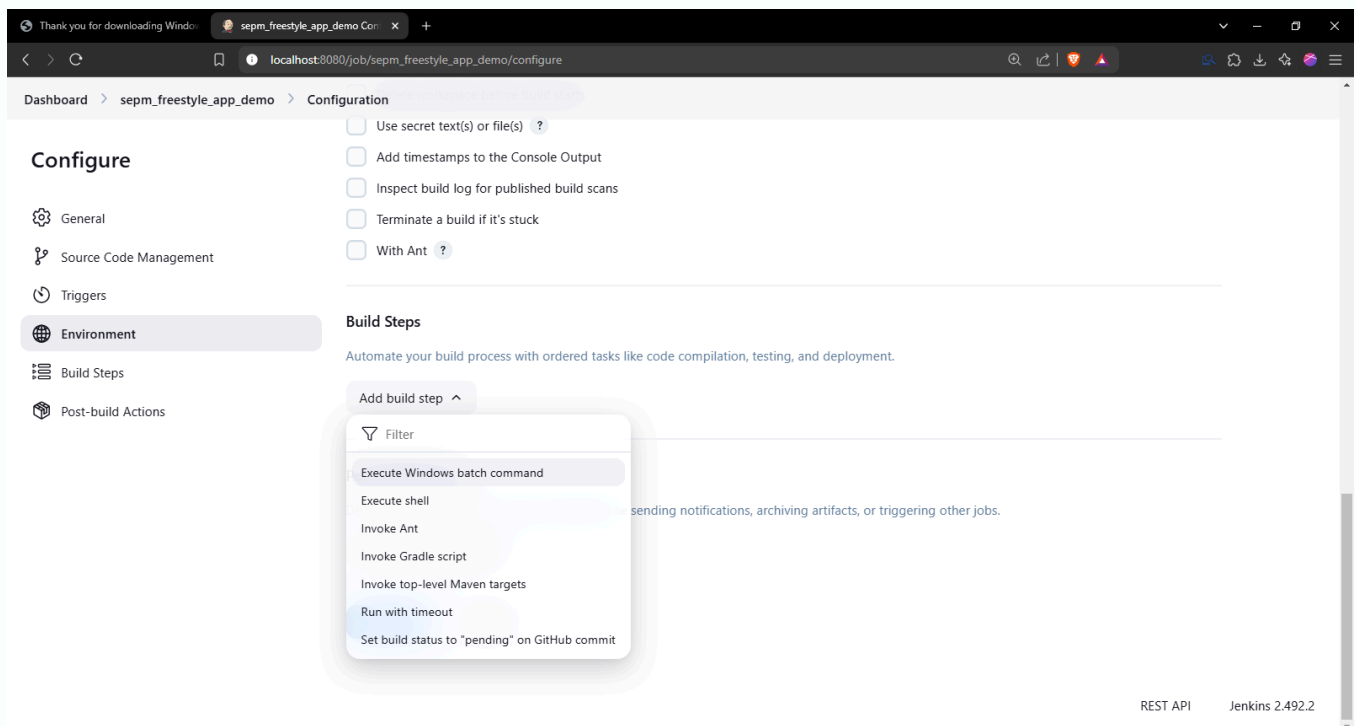 Thank you for downloading Window
sepm_freestyle_app_demo Con
localhost:8080/job/sepm_freestyle_app_demo/configure
Dashboard > sepm_freestyle_app_demo > Configuration
Use secret text(s) or file(s) ?
Configure
Add timestamps to the Console Output
Inspect build log for published build scans
General
Terminate a build if it's stuck
Source Code Management
With Ant ?
Triggers
Environment
Build Steps
Automate your build process with ordered tasks like code compilation, testing, and deployment.
Build Steps
Add build step
Post-build Actions
Filter
Execute Windows batch command
Execute shell
sending notifications, archiving artifacts, or triggering other jobs.
Invoke Ant
Invoke Gradle script
Invoke top-level Maven targets
Run with timeout
Set build status to "pending" on GitHub commit
REST API Jenkins 2.492.2